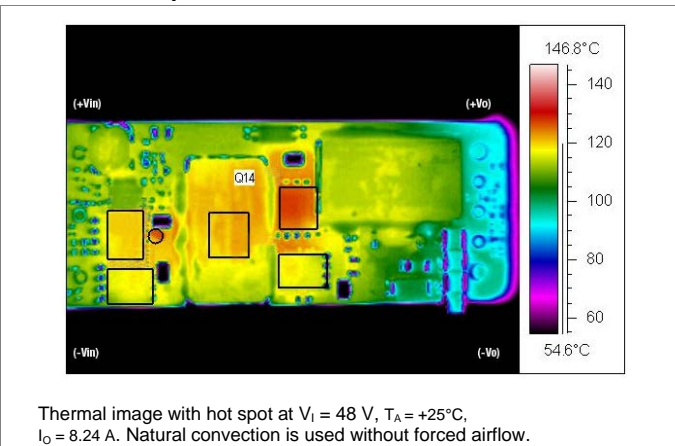 146.8°C
(+Vin)
(+Vo)
140
120
Q14
100
80
60
(-Vin)
(-Vo)
54.6°C
Thermal image with hot spot at VI = 48 V, TA = +25°C,
IO = 8.24 A. Natural convection is used without forced airflow.